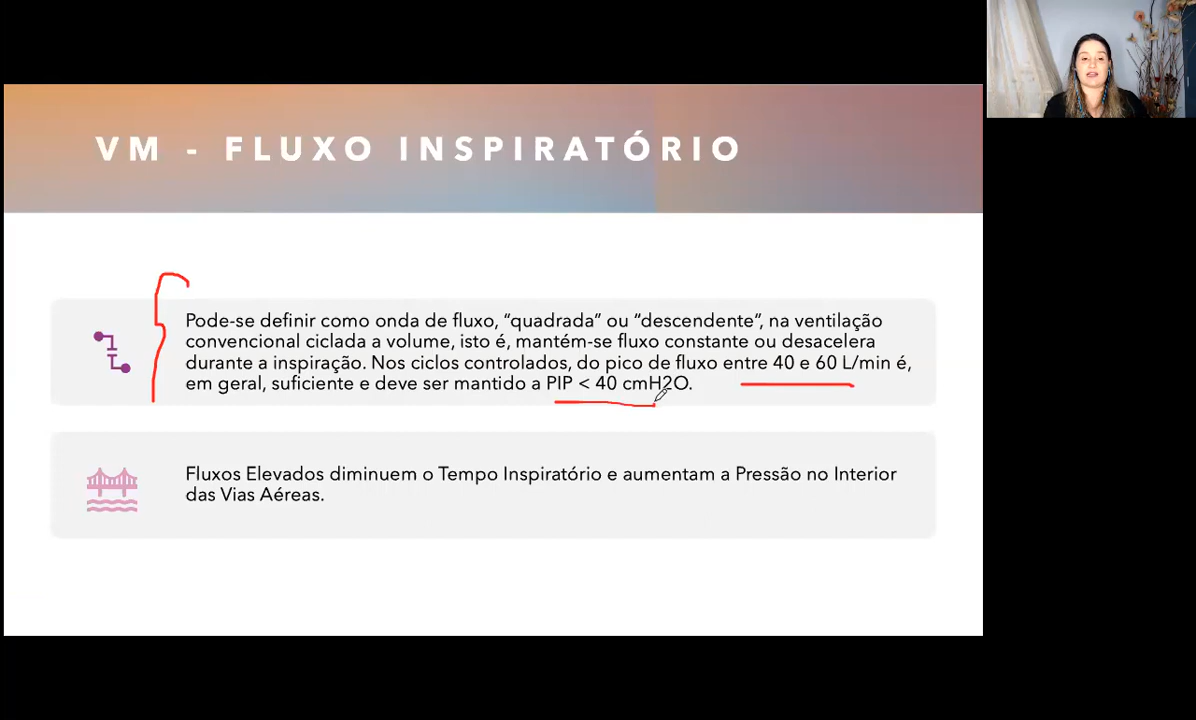 VM - FLUXO INSPIRATÓRIO
Pode-se definir como onda de fluxo, “quadrada” ou “descendente”, na ventilação
convencional ciclada a volume, isto é, mantém-se fluxo constante ou desacelera
durante a inspiração. Nos ciclos controlados, do pico de fluxo entre 40 e 60 L/min é,
em geral, suficiente e deve ser mantido a PIP < 40 cmH2O.
Fluxos Elevados diminuem o Tempo Inspiratório e aumentam a Pressão no Interior
das Vias Aéreas.